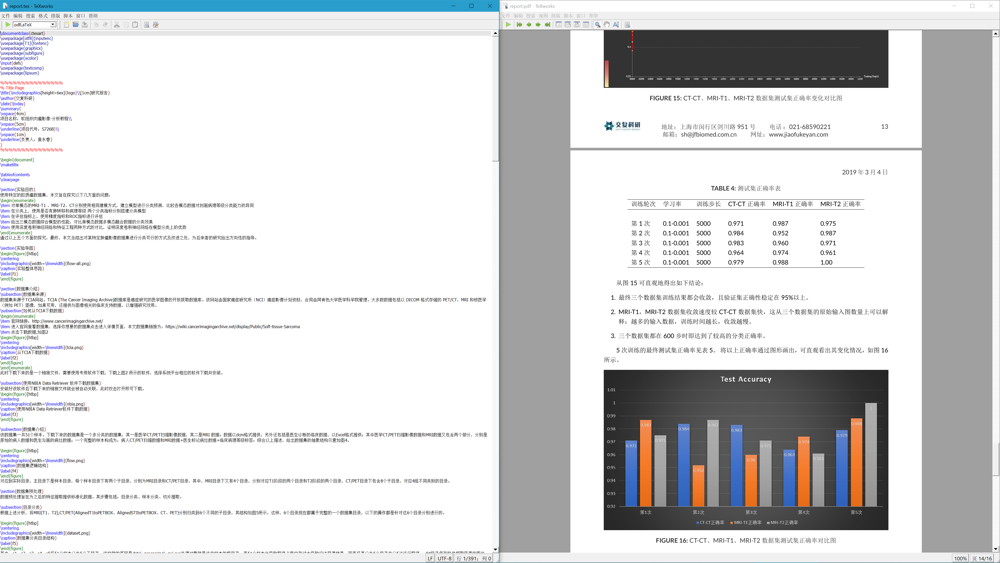 report.tex - TeXworks
文件 编辑 搜索 格式 排版 脚本 窗口 帮助
pdfLaTeX
\documentclass{ctexart}
\usepackage[utf8]{inputenc}
\usepackage[T1]{fontenc}
\usepackage{graphicx}
\usepackage{subfigure}
\usepackage{xcolor}
\input{defs}
\usepackage{textcomp}
\usepackage{lipsum}
%%%%%%%%%%%%%%%
% Title Page
\title{\includegraphics[height=6ex]{logo}\\[1cm]研究报告}
\author{交复科研}
\date{\today}
\summary{
\vspace{4cm}
项目名称：软组织肉瘤影像-分析教程\\
\vspace{5cm}
\underline{项目代号：S726B}\\
\vspace{1cm}
\underline{负责人：查永春}
}
%%%%%%%%%%%%%%%
\begin{document}
\maketitle
\tableofcontents
\clearpage
\section{实验目的}
使用特定的胶质瘤数据集，本文旨在探究以下几方面的问题：
\begin{enumerate}
\item 对单模态的MRI-T1 、MRI-T2、CT分别使用相同建模方式，建立模型进行分类预测，比较各模态数据对刻画病理等级分类能力的异同
\item 在分类上，使用是否有肺转移和病理等级 两个分类指标分别搭建分类模型
\item 在评估指标上，使用精度指标和ROC指标进行评估
\item 给出三模态数据综合模型的性能，对比单模态数据多模态融合数据的分类效果
\item 使用深度卷积神经网络和特征工程两种方式的对比，证明深度卷积神经网络在模型分类上的优势
\end{enumerate}
通过以上五个方面的探究，最终，本文总结出对某特定肿瘤影像数据集进行分类可行的方式及改进之处，为后来者的研究给出方向性的指导。
\section{实验导图}
\begin{figure}[htbp]
\centering
\includegraphics[width=\linewidth]{flow-all.png}
\caption{实验整体思路}
\label{f1}
\end{figure}
\section{数据集介绍}
\subsection{数据集来源}
数据集来源于TCIA网站。TCIA (The Cancer Imaging Archive)数据库是癌症研究的医学图像的开放获取数据库。该网站由国家癌症研究所（NCI）癌症影像计划资助，合同由阿肯色大学医学科学院管理。大多数数据包括以 DICOM 格式存储的 PET/CT，MRI 和核医学
（例如 PET）图像，如果可用，还提供与图像相关的临床支持数据，以增强研究效用。
\subsection{如何从TCIA下载数据}
\begin{enumerate}
\item 官网链接：http://www.cancerimagingarchive.net/
\item 进入官网查看数据集，选择你想要的数据集点击进入详情页面，本文数据集链接为：https://wiki.cancerimagingarchive.net/display/Public/Soft-tissue-Sarcoma
\item 点击下载数据,如图2
\begin{figure}[htbp]
\centering
\includegraphics[width=\linewidth]{tcia.png}
\caption{从TCIA下载数据}
\label{f2}
\end{figure}
\end{enumerate}
此时下载下来的是一个链接文件，需要使用专用软件下载，下载上图2 所示的软件，选择系统平台相应的软件下载并安装。
\subsection{使用NBIA Data Retriever 软件下载数据集}
安装好该软件后下载下来的链接文件就会被自动关联，此时双击打开即可下载。
\begin{figure}[htbp]
\centering
\includegraphics[width=\linewidth]{nbia.png}
\caption{使用NBIA Data Retriever软件下载数据}
\label{f3}
\end{figure}
\subsection{数据集介绍}
该数据集一共51个样本。下载下来的数据集是一个多分类的数据集，其一是医学CT/PET扫描影像数据，其二是MRI 数据；数据以dcm格式提供，另外还包括是医生诊断的临床数据，以Excel格式提供；其中医学CT/PET扫描影像数据和MRI数据又包含两个部分，分别是
原始的病人数据和医生勾画的病灶数据；一个完整的样本构成为：病人CT/PET扫描数据和MRI数据+医生标记病灶数据+临床病理等级标签；综合以上描述，给出数据集的抽象结构示意如图4。
\begin{figure}[htbp]
\centering
\includegraphics[width=\linewidth]{flow.png}
\caption{数据集逻辑结构}
\label{f4}
\end{figure}
对应到实际目录，主目录下是样本目录，每个样本目录下有两个子目录，分别为MRI目录和CT/PET目录，其中，MRI目录下又有4个目录，分别对应T1阶段的两个目录和T2阶段的两个目录，CT/PET目录下包含8个子目录，对应4组不同类别的目录。
\section{数据集预处理}
数据预处理旨在为之后的特征提取提供标准化数据。其步骤包括：目录分类、样本分类、切片提取。
\subsection{目录分类}
根据上述分析，将MRI(T1、T2),CT/PET(AlignedT1toPETBOX、AlignedSTItoPETBOX、CT、PET)分别归类到6个不同的子目录，其结构如图5所示，这样，6个目录现在都属于完整的一个数据集目录，以下的操作都是针对这6个目录分别进行的。
\begin{figure}[htbp]
\centering
\includegraphics[width=\linewidth]{dataset.png}
\caption{数据集分类目录结构}
\label{f5}
\end{figure}
LF UTF-8 行 1/391；列 0
report.pdf - TeXworks
文件 编辑 搜索 视图 排版 脚本 窗口 帮助
0.4
0.23
0000 0200 0400 0600 0800 1000 1200 1400 1600 1800 2000 2200 2400 2600 2800 3000 3200 3400 3600 3800 4000 4200 4400 4600 4800 5000 Training Step(s)
FIGURE 15: CT-CT、MRI-T1、MRI-T2 数据集测试集正确率变化对比图
交复科研 地址：上海市闵行区剑川路 951 号 电话：021-68590221 13
邮箱：sh@jfbiomed.com.cn 网址：www.jiaofukeyan.com
2019 年 3 月 4 日
TABLE 4: 测试集正确率表
训练轮次 学习率 训练步长 CT-CT 正确率 MRI-T1 正确率 MRI-T2 正确率
第 1 次 0.1-0.001 5000 0.971 0.987 0.975
第 2 次 0.1-0.001 5000 0.984 0.952 0.987
第 3 次 0.1-0.001 5000 0.983 0.960 0.971
第 4 次 0.1-0.001 5000 0.964 0.974 0.961
第 5 次 0.1-0.001 5000 0.979 0.988 1.00
从图 15 可直观地得出如下结论：
1. 最终三个数据集训练结果都会收敛，且验证集正确性稳定在 95%以上。
2. MRI-T1，MRI-T2 数据集收敛速度较 CT-CT 数据集快，这从三个数据集的原始输入图数量上可以解
释：越多的输入数据，训练时间越长，收敛越慢。
3. 三个数据集都在 600 步时即达到了较高的分类正确率。
5 次训练的最终测试集正确率见表 5。 将以上正确率通过图形画出，可直观看出其变化情况，如图 16
所示。
Test Accuracy
1.01
1
0.99
0.98
0.97
0.96
0.95
0.94
0.93
0.92
0.971 0.987 0.975
0.984 0.952 0.987
0.983 0.96 0.971
0.964 0.974 0.961
0.979 0.988 1
第1次 第2次 第3次 第4次 第5次
CT-CT正确率 MRI-T1正确率 MRI-T2正确率
FIGURE 16: CT-CT、MRI-T1、MRI-T2 数据集测试集正确率对比图
100% 页 14/16